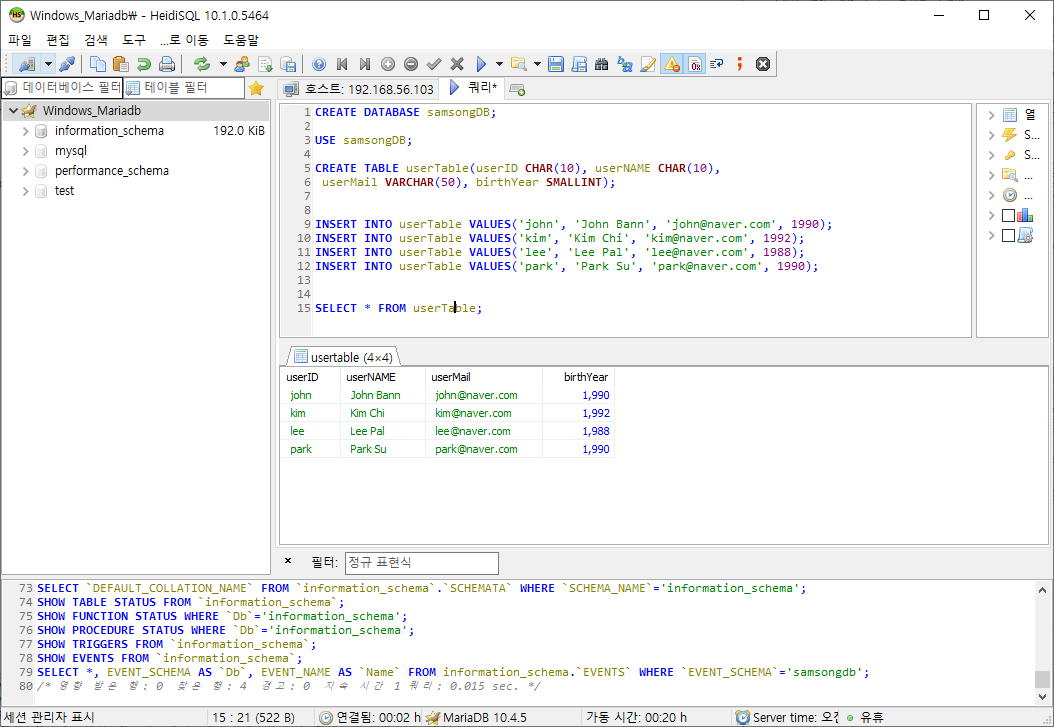 Windows_Mariadb₩ - HeidiSQL 10.1.0.5464
파일 편집 검색 도구 ...로 이동 도움말
데이터베이스 필터 테이블 필터
호스트: 192.168.56.103 쿼리*
Windows_Mariadb
information_schema 192.0 KiB
mysql
performance_schema
test
1 CREATE DATABASE samsongDB;
2
3 USE samsongDB;
4
5 CREATE TABLE userTable(userID CHAR(10), userNAME CHAR(10),
6 userMail VARCHAR(50), birthYear SMALLINT);
7
8
9 INSERT INTO userTable VALUES('john', 'John Bann', 'john@naver.com', 1990);
10 INSERT INTO userTable VALUES('kim', 'Kim Chi', 'kim@naver.com', 1992);
11 INSERT INTO userTable VALUES('lee', 'Lee Pal', 'lee@naver.com', 1988);
12 INSERT INTO userTable VALUES('park', 'Park Su', 'park@naver.com', 1990);
13
14
15 SELECT * FROM userTable;
열
S...
S...
...
...
usertable (4×4)
userID userNAME userMail birthYear
john John Bann john@naver.com 1,990
kim Kim Chi kim@naver.com 1,992
lee Lee Pal lee@naver.com 1,988
park Park Su park@naver.com 1,990
× 필터: 정규 표현식
73 SELECT `DEFAULT_COLLATION_NAME` FROM `information_schema`.`SCHEMATA` WHERE `SCHEMA_NAME`='information_schema';
74 SHOW TABLE STATUS FROM `information_schema`;
75 SHOW FUNCTION STATUS WHERE `Db`='information_schema';
76 SHOW PROCEDURE STATUS WHERE `Db`='information_schema';
77 SHOW TRIGGERS FROM `information_schema`;
78 SHOW EVENTS FROM `information_schema`;
79 SELECT *, EVENT_SCHEMA AS `Db`, EVENT_NAME AS `Name` FROM information_schema.`EVENTS` WHERE `EVENT_SCHEMA`='samsongdb';
80 /* 영향 받은 행: 0 찾은 행: 4 경고: 0 지속 시간 1 쿼리: 0.015 sec. */
세션 관리자 표시 15 : 21 (522 B) 연결됨: 00:02 h MariaDB 10.4.5 가동 시간: 00:20 h Server time: 오전 유휴